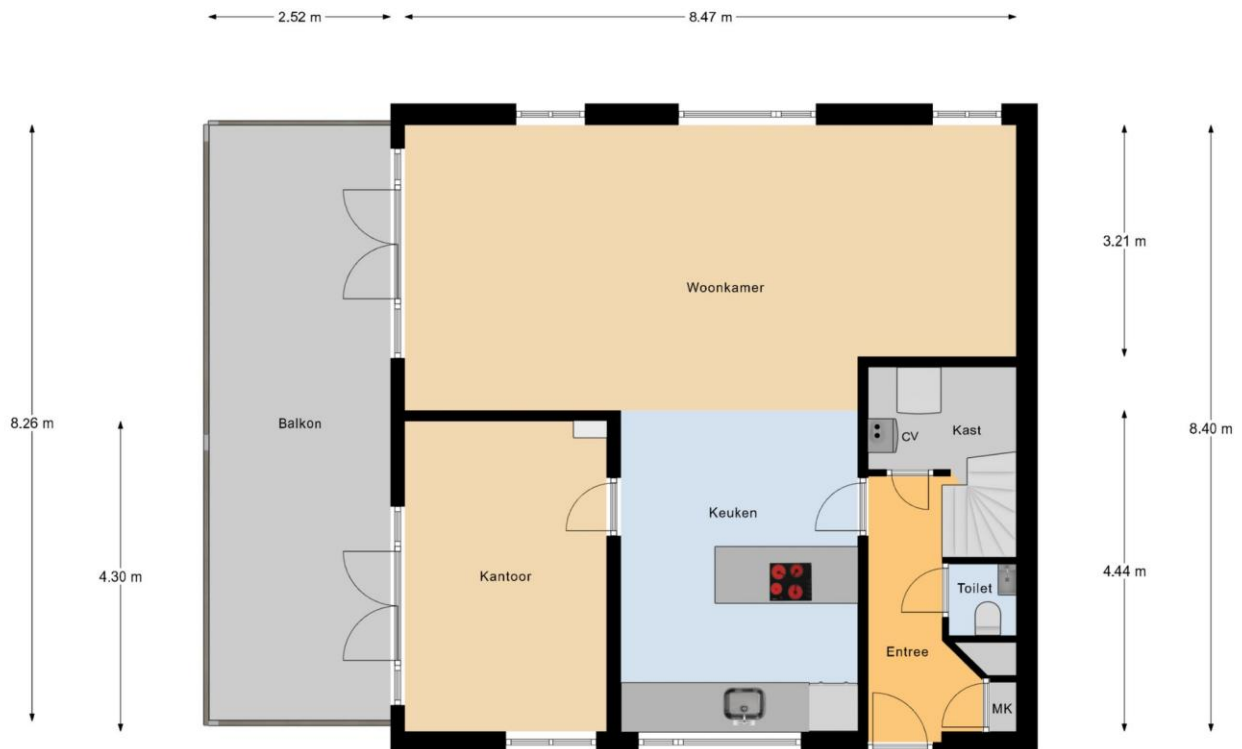 2.52 m
8.47 m
Woonkamer
3.21 m
8.26 m
Balkon
CV
Kast
8.40 m
Keuken
4.30 m
Kantoor
4.44 m
Toilet
Entree
MK